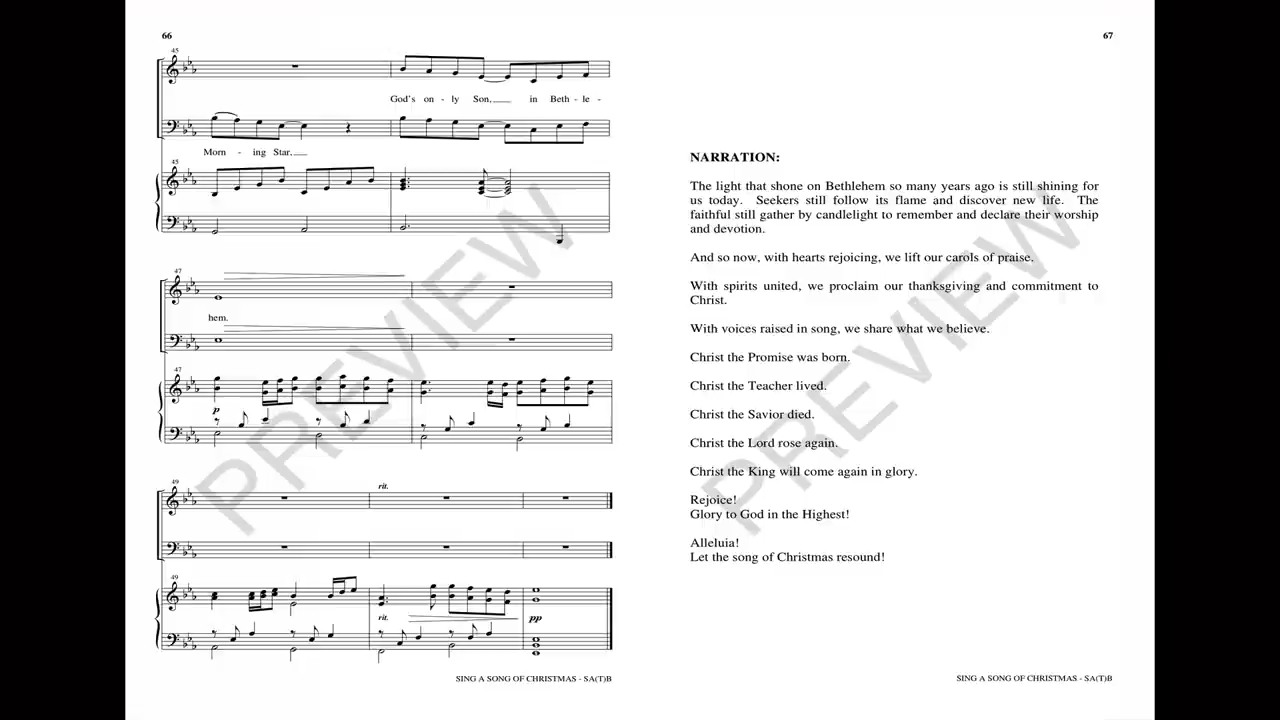 66
45
God's on - ly Son, in Beth - le -
Morn - ing Star,
45
47
hem.
47
p
49
rit.
49
rit.
pp
SING A SONG OF CHRISTMAS - SA(T)B
67
NARRATION:
The light that shone on Bethlehem so many years ago is still shining for
us today. Seekers still follow its flame and discover new life. The
faithful still gather by candlelight to remember and declare their worship
and devotion.
And so now, with hearts rejoicing, we lift our carols of praise.
With spirits united, we proclaim our thanksgiving and commitment to
Christ.
With voices raised in song, we share what we believe.
Christ the Promise was born.
Christ the Teacher lived.
Christ the Savior died.
Christ the Lord rose again.
Christ the King will come again in glory.
Rejoice!
Glory to God in the Highest!
Alleluia!
Let the song of Christmas resound!
SING A SONG OF CHRISTMAS - SA(T)B
PREVIEW
PREVIEW